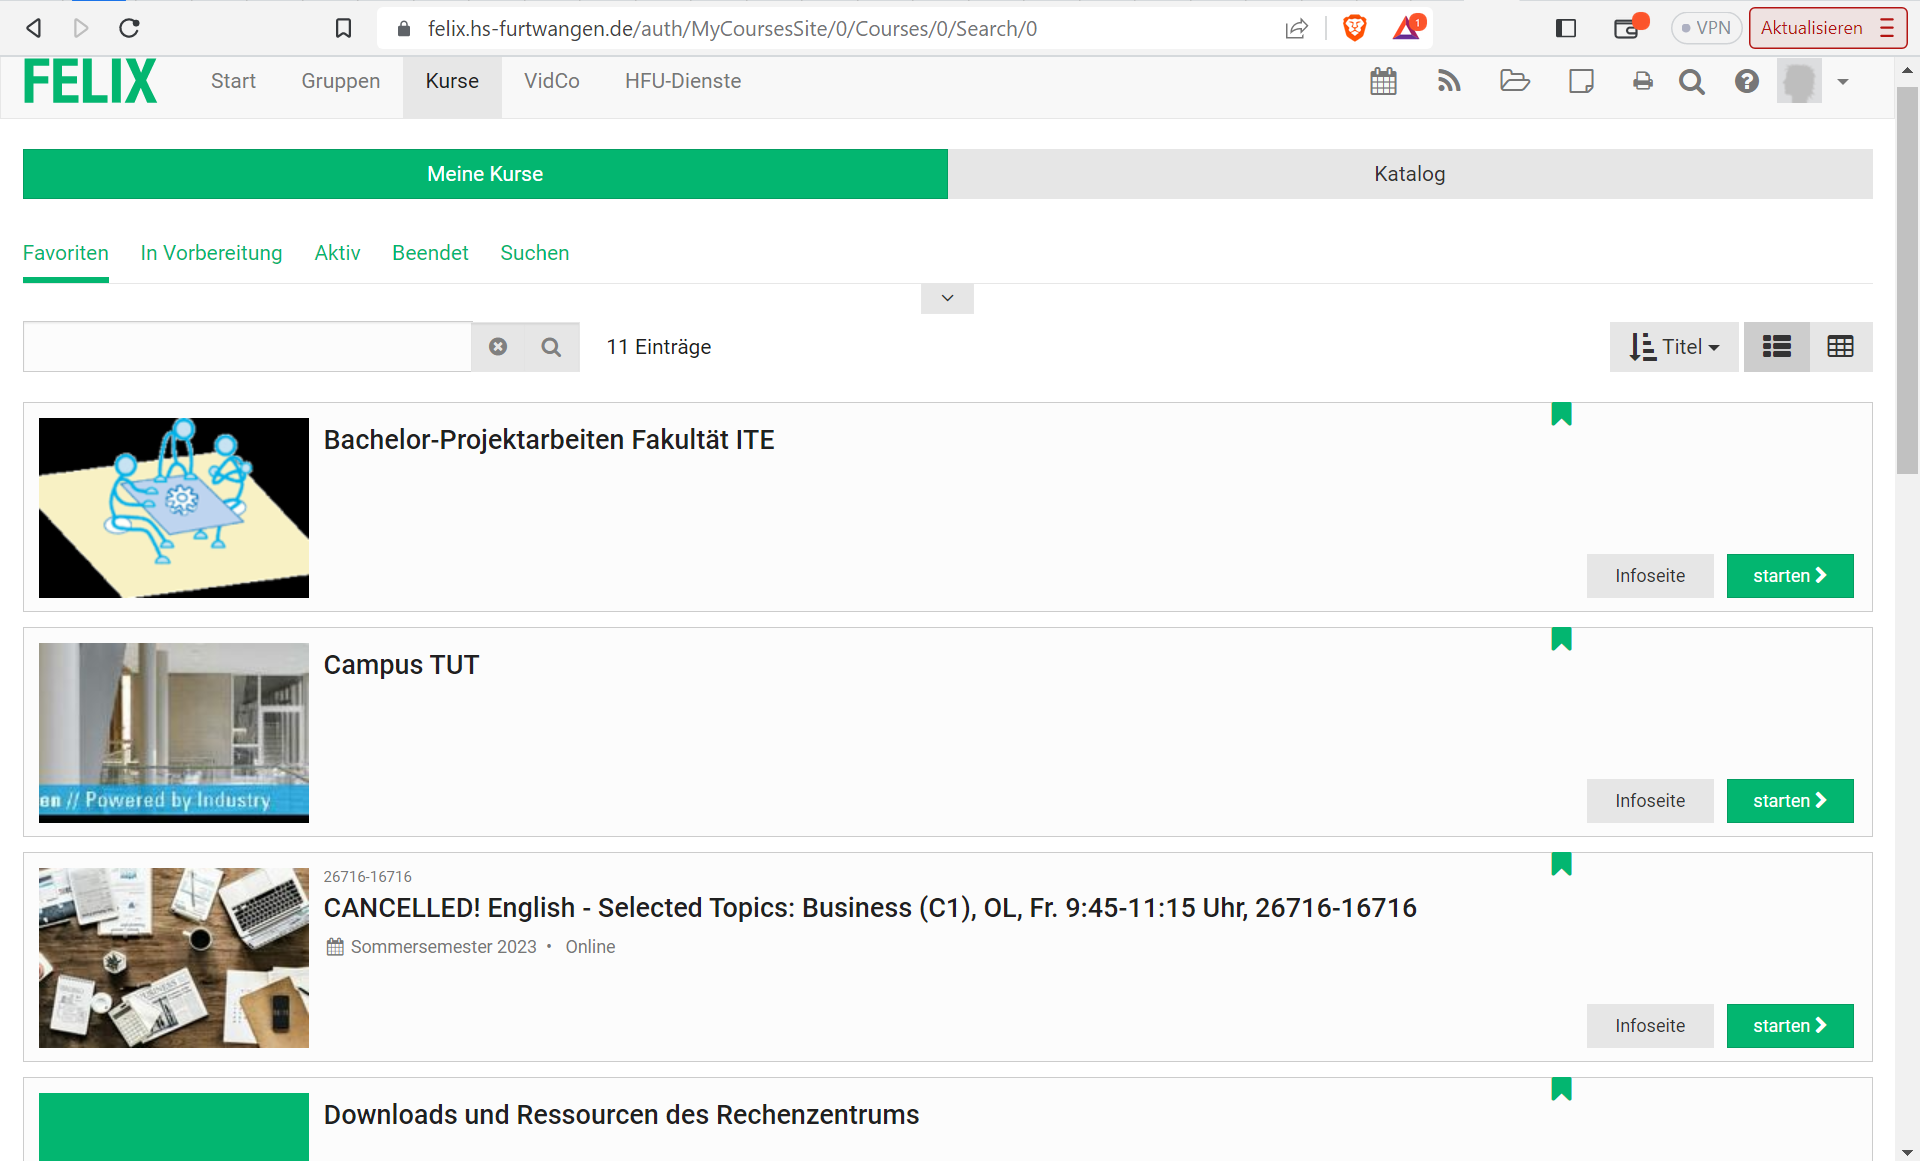 felix.hs-furtwangen.de/auth/MyCoursesSite/0/Courses/0/Search/0
1
VPN
Aktualisieren
FELIX
Start
Gruppen
Kurse
VidCo
HFU-Dienste
Meine Kurse
Katalog
Favoriten
In Vorbereitung
Aktiv
Beendet
Suchen
11 Einträge
Titel
Bachelor-Projektarbeiten Fakultät ITE
Infoseite
starten
Campus TUT
en // Powered by Industry
Infoseite
starten
26716-16716
CANCELLED! English - Selected Topics: Business (C1), OL, Fr. 9:45-11:15 Uhr, 26716-16716
Sommersemester 2023 • Online
BUSINESS
Infoseite
starten
Downloads und Ressourcen des Rechenzentrums